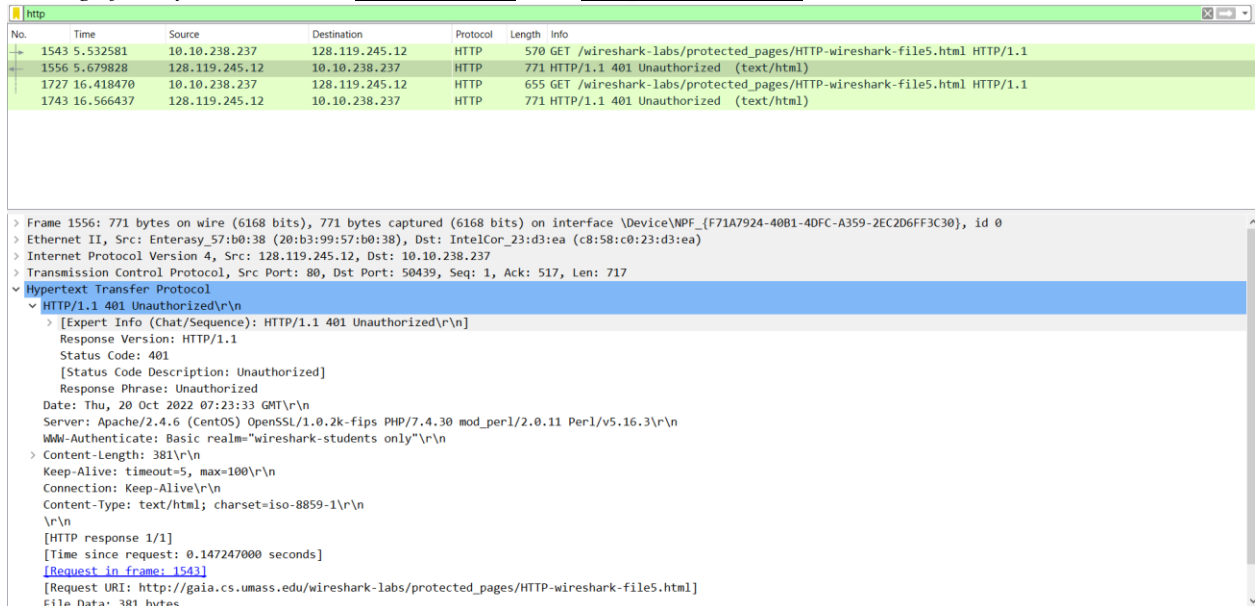 http
No. Time Source Destination Protocol Length Info
1543 5.532581 10.10.238.237 128.119.245.12 HTTP 570 GET /wireshark-labs/protected_pages/HTTP-wireshark-file5.html HTTP/1.1
1556 5.679828 128.119.245.12 10.10.238.237 HTTP 771 HTTP/1.1 401 Unauthorized (text/html)
1727 16.418470 10.10.238.237 128.119.245.12 HTTP 655 GET /wireshark-labs/protected_pages/HTTP-wireshark-file5.html HTTP/1.1
1743 16.566437 128.119.245.12 10.10.238.237 HTTP 771 HTTP/1.1 401 Unauthorized (text/html)
Frame 1556: 771 bytes on wire (6168 bits), 771 bytes captured (6168 bits) on interface \Device\NPF_{F71A7924-40B1-4DFC-A359-2EC2D6FF3C30}, id 0
Ethernet II, Src: Enterasy_57:b0:38 (20:b3:99:57:b0:38), Dst: IntelCor_23:d3:ea (c8:58:c0:23:d3:ea)
Internet Protocol Version 4, Src: 128.119.245.12, Dst: 10.10.238.237
Transmission Control Protocol, Src Port: 80, Dst Port: 50439, Seq: 1, Ack: 517, Len: 717
Hypertext Transfer Protocol
HTTP/1.1 401 Unauthorized\r\n
[Expert Info (Chat/Sequence): HTTP/1.1 401 Unauthorized\r\n]
Response Version: HTTP/1.1
Status Code: 401
[Status Code Description: Unauthorized]
Response Phrase: Unauthorized
Date: Thu, 20 Oct 2022 07:23:33 GMT\r\n
Server: Apache/2.4.6 (CentOS) OpenSSL/1.0.2k-fips PHP/7.4.30 mod_perl/2.0.11 Perl/v5.16.3\r\n
WWW-Authenticate: Basic realm="wireshark-students only"\r\n
Content-Length: 381\r\n
Keep-Alive: timeout=5, max=100\r\n
Connection: Keep-Alive\r\n
Content-Type: text/html; charset=iso-8859-1\r\n
\r\n
[HTTP response 1/1]
[Time since request: 0.147247000 seconds]
[Request in frame: 1543]
[Request URI: http://gaia.cs.umass.edu/wireshark-labs/protected_pages/HTTP-wireshark-file5.html]
File Data: 381 bytes